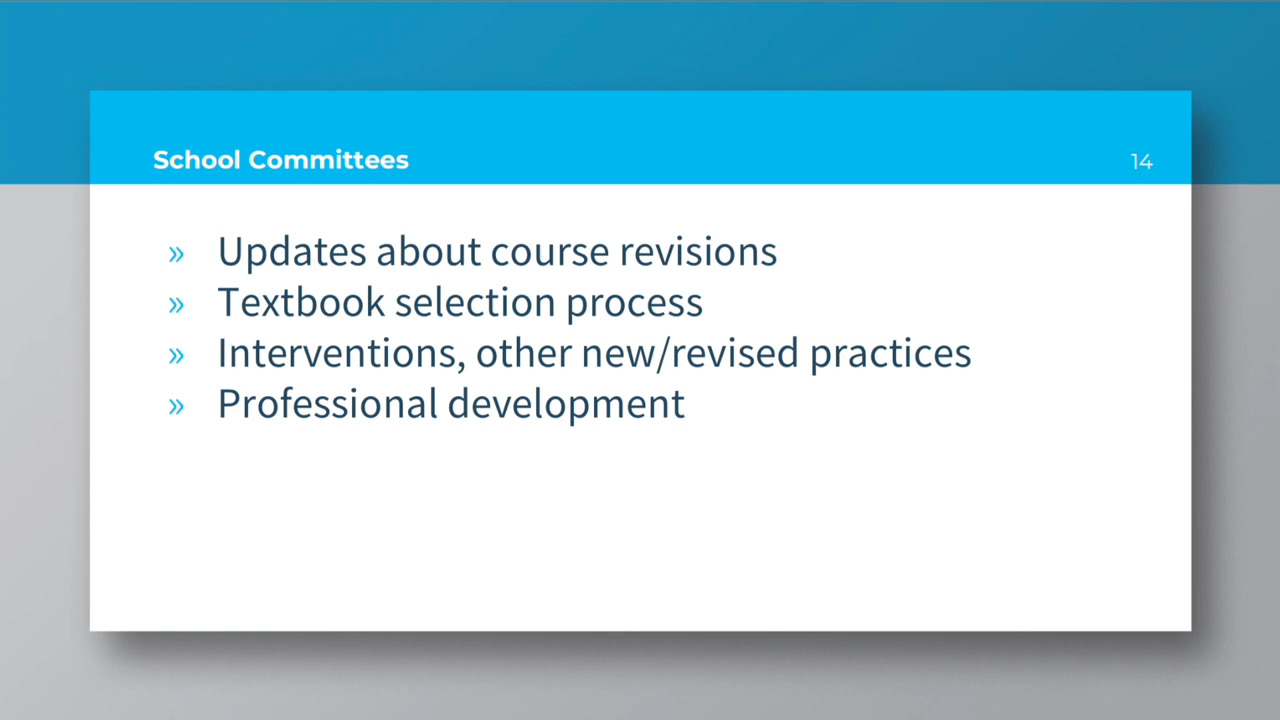 School Committees
14
» Updates about course revisions
» Textbook selection process
» Interventions, other new/revised practices
» Professional development